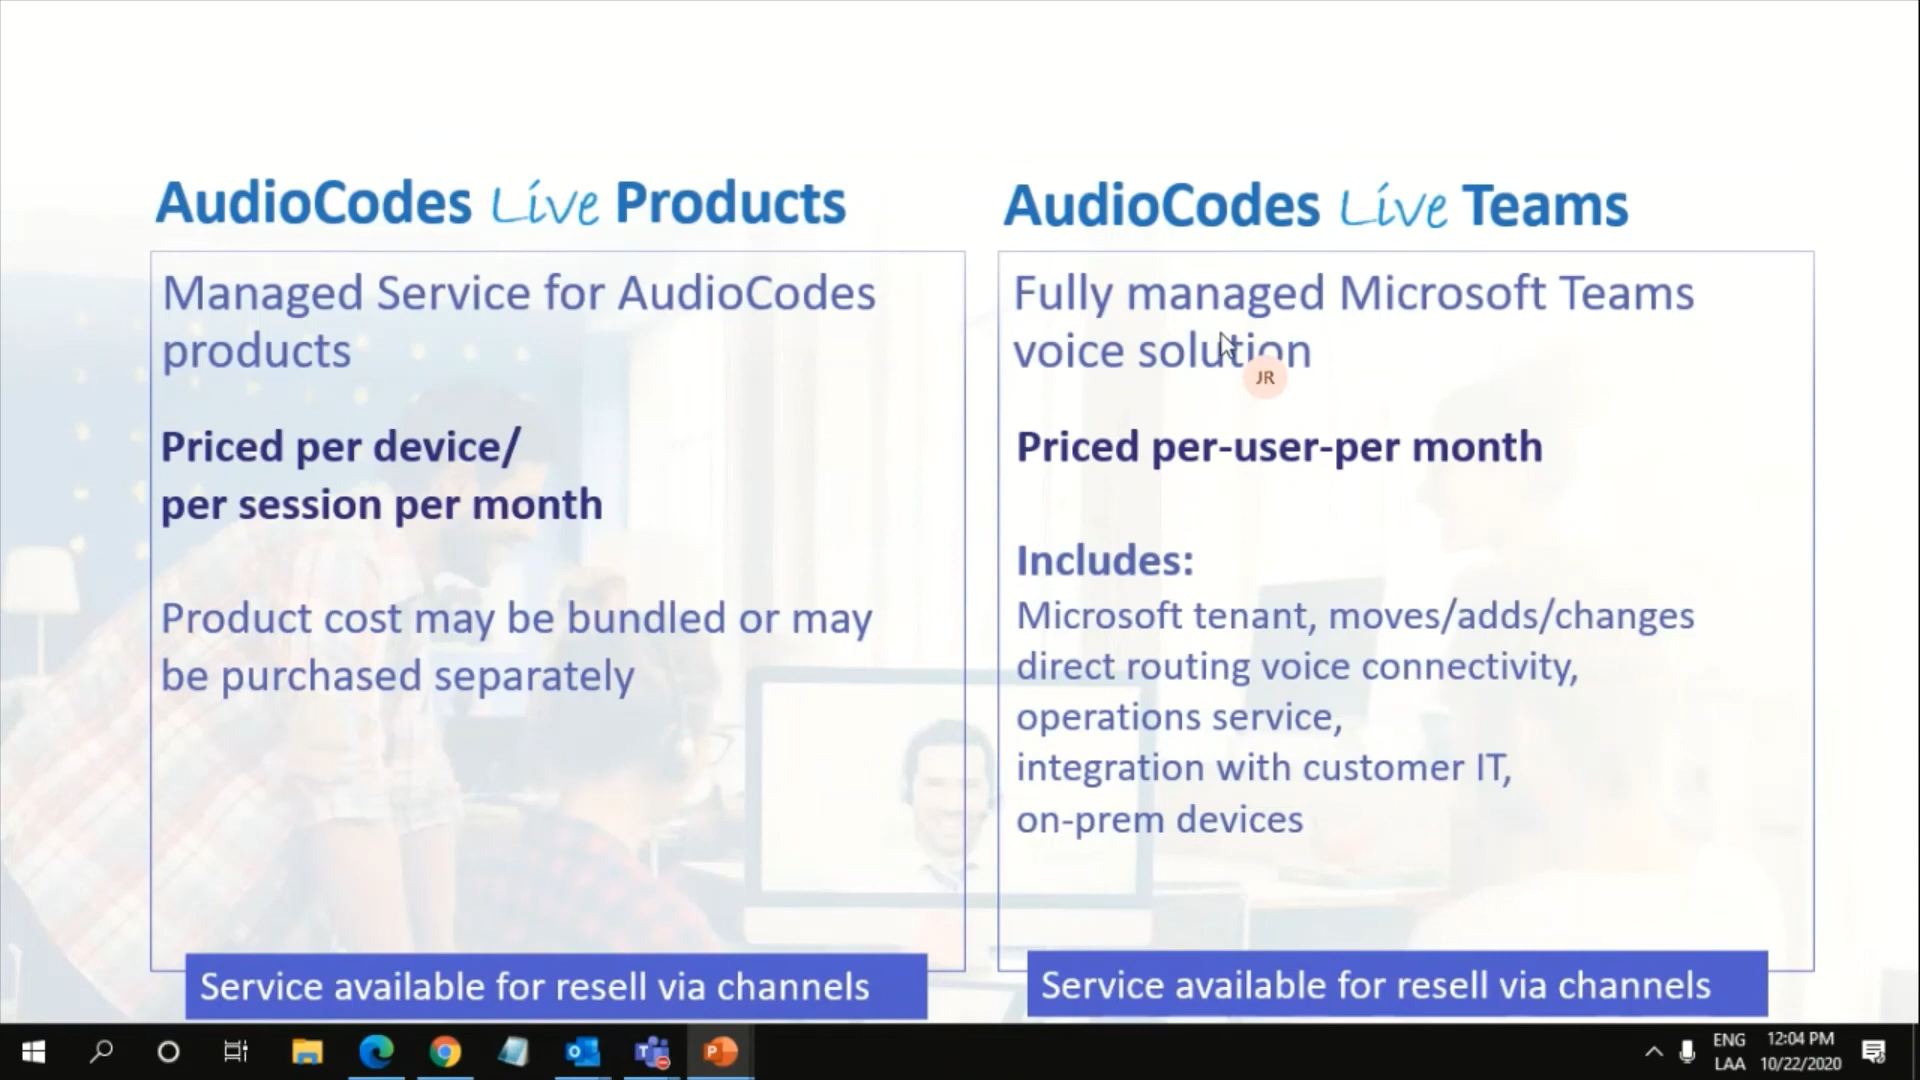 AudioCodes Live Products
Managed Service for AudioCodes
products
Priced per device/
per session per month
Product cost may be bundled or may
be purchased separately
Service available for resell via channels
AudioCodes Live Teams
Fully managed Microsoft Teams
voice solution
JR
Priced per-user-per month
Includes:
Microsoft tenant, moves/adds/changes
direct routing voice connectivity,
operations service,
integration with customer IT,
on-prem devices
Service available for resell via channels
ENG
LAA
12:04 PM
10/22/2020